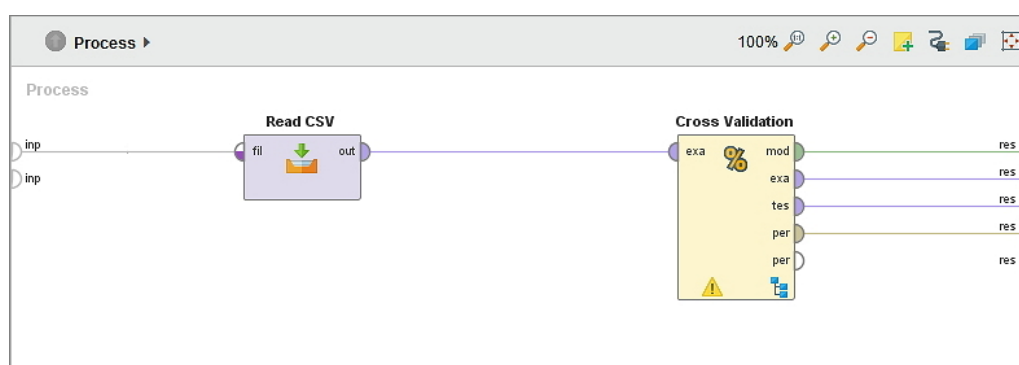 Process
100%
Process
Read CSV
Cross Validation
inp
fil
out
exa
mod
res
inp
exa
res
tes
res
per
res
per
res